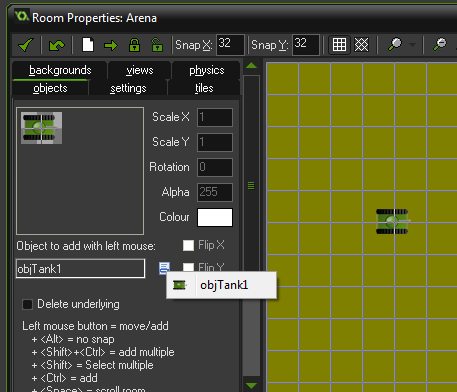 Room Properties: Arena
Snap X: 32 Snap Y: 32
backgrounds views physics
objects settings tiles
Scale X 1
Scale Y 1
Rotation 0
Alpha 255
Colour
Object to add with left mouse: Flip X
objTank1 Flip Y
objTank1
Delete underlying
Left mouse button = move/add
+ <Alt> = no snap
+ <Shift>+<Ctrl> = add multiple
+ <Shift> = Select multiple
+ <Ctrl> = add
+ <Space> = scroll room